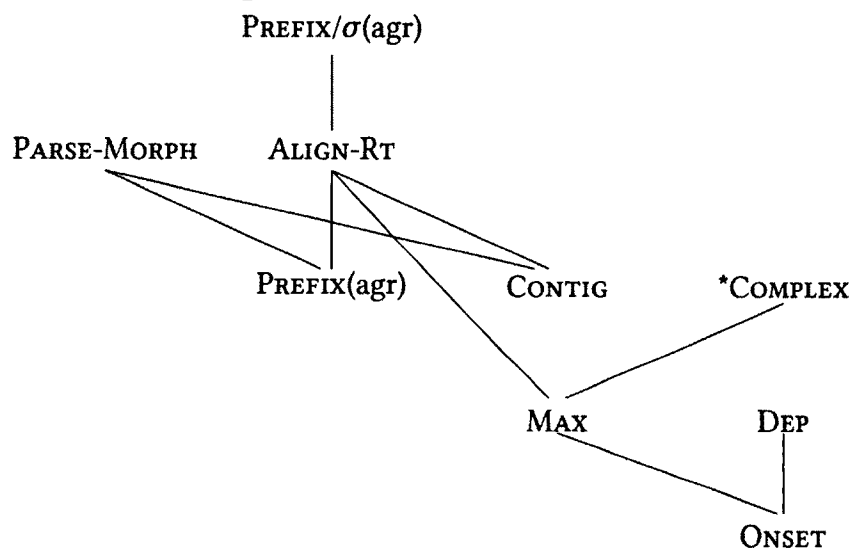 PREFIX/σ(agr)
PARSE-MORPH ALIGN-RT
PREFIX(agr) CONTIG *COMPLEX
MAX DEP
ONSET